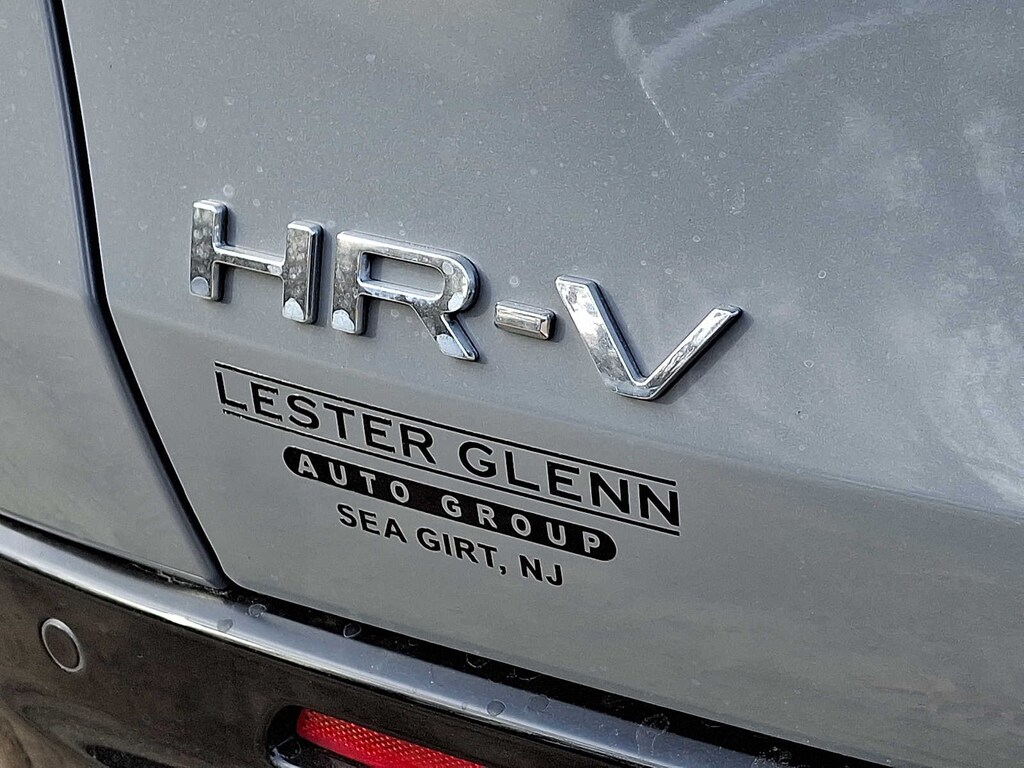 HR-V
LESTER GLENN
AUTO GROUP
SEA GIRT, NJ